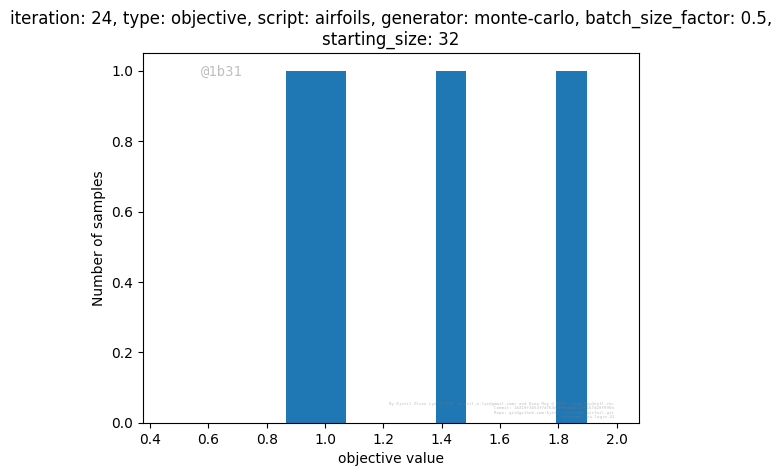 iteration: 24, type: objective, script: airfoils, generator: monte-carlo, batch_size_factor: 0.5,
starting_size: 32
@1b31
1.0
0.8
0.6
0.4
0.2
0.0
Number of samples
0.4 0.6 0.8 1.0 1.2 1.4 1.6 1.8 2.0
objective value